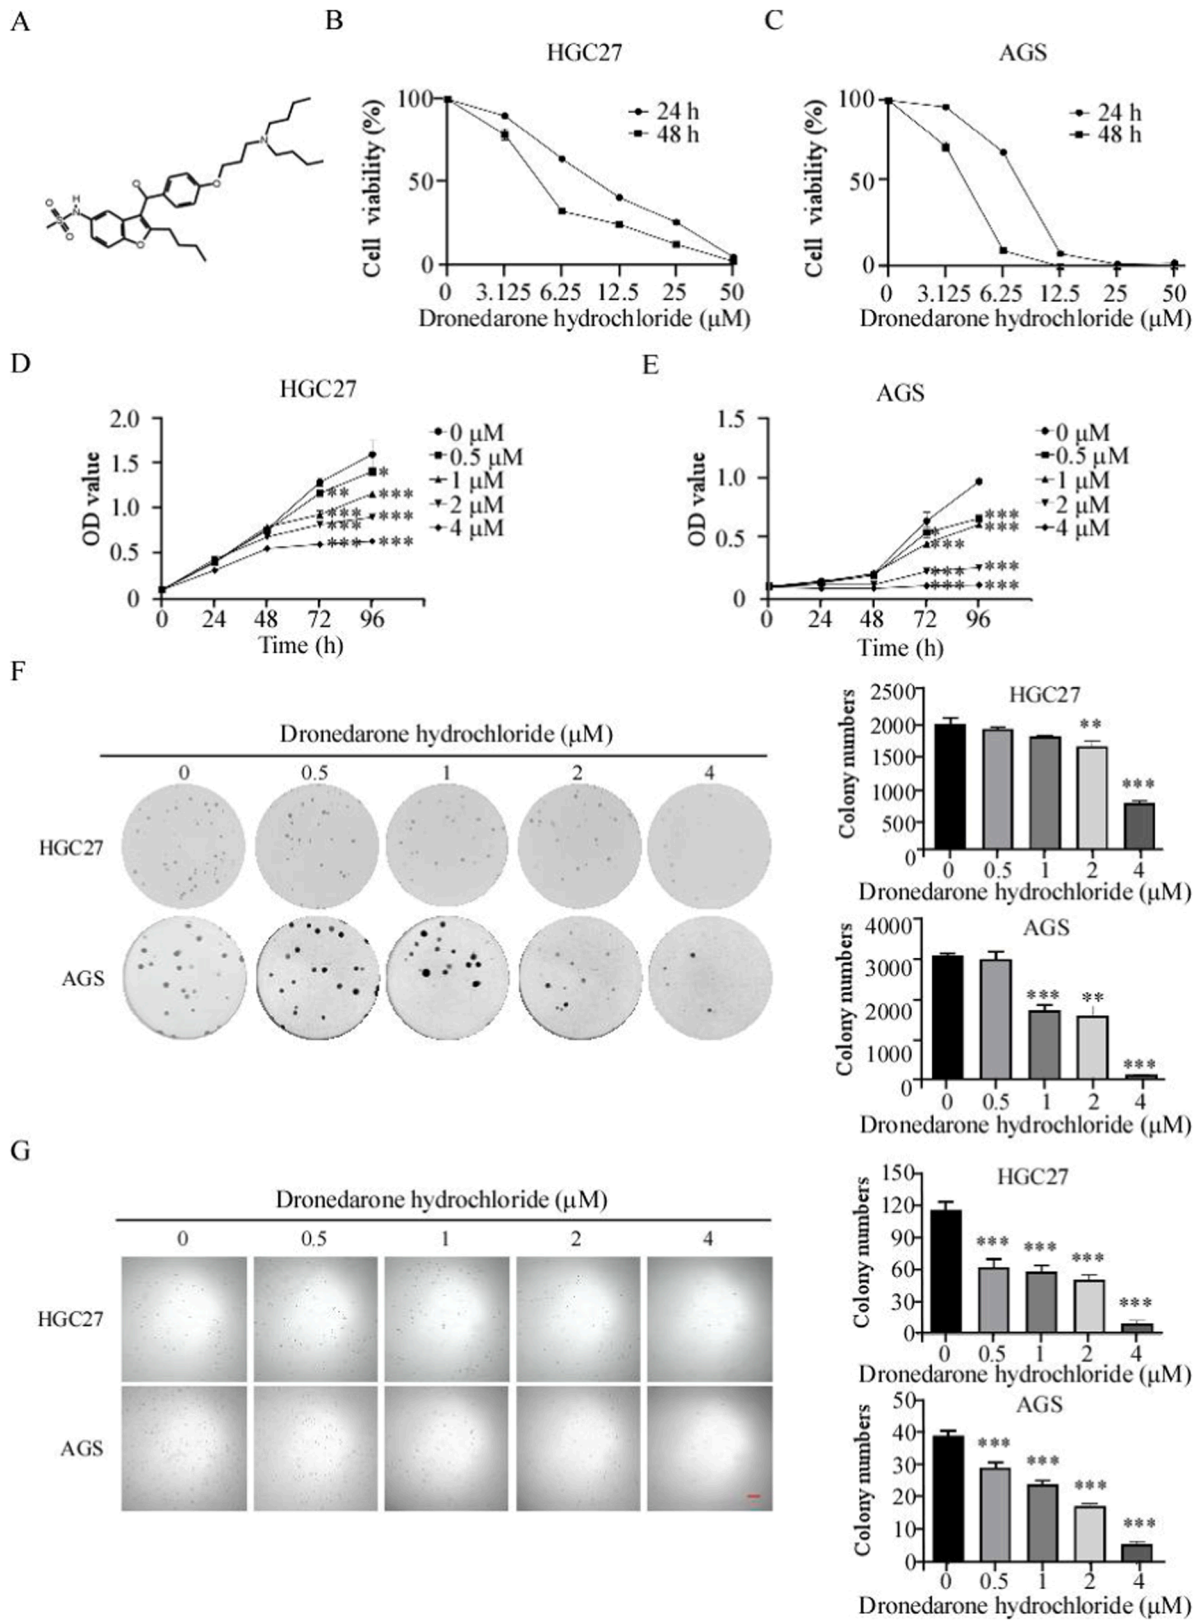 A
B
C
HGC27
AGS
Cell viability (%)
100
50
0
24 h
48 h
0 3.125 6.25 12.5 25 50
Dronedarone hydrochloride (μM)
Cell viability (%)
100
50
0
24 h
48 h
0 3.125 6.25 12.5 25 50
Dronedarone hydrochloride (μM)
N
O
O
H
N
O
S
O
O
D
E
HGC27
OD value
2.0
1.5
1.0
0.5
0
0 μM
0.5 μM
1 μM
2 μM
4 μM
*
**
***
***
***
***
***
***
0 24 48 72 96
Time (h)
AGS
OD value
1.5
1.0
0.5
0
0 μM
0.5 μM
1 μM
2 μM
4 μM
***
*
***
***
***
***
***
***
0 24 48 72 96
Time (h)
F
Dronedarone hydrochloride (μM)
0 0.5 1 2 4
HGC27
AGS
HGC27
Colony numbers
2500
2000
1500
1000
500
0
**
***
0 0.5 1 2 4
Dronedarone hydrochloride (μM)
AGS
Colony numbers
4000
3000
2000
1000
0
*** **
***
0 0.5 1 2 4
Dronedarone hydrochloride (μM)
G
Dronedarone hydrochloride (μM)
0 0.5 1 2 4
HGC27
AGS
HGC27
Colony numbers
150
120
90
60
30
0
*** *** ***
***
0 0.5 1 2 4
Dronedarone hydrochloride (μM)
AGS
Colony numbers
50
40
30
20
10
0
***
***
***
***
0 0.5 1 2 4
Dronedarone hydrochloride (μM)